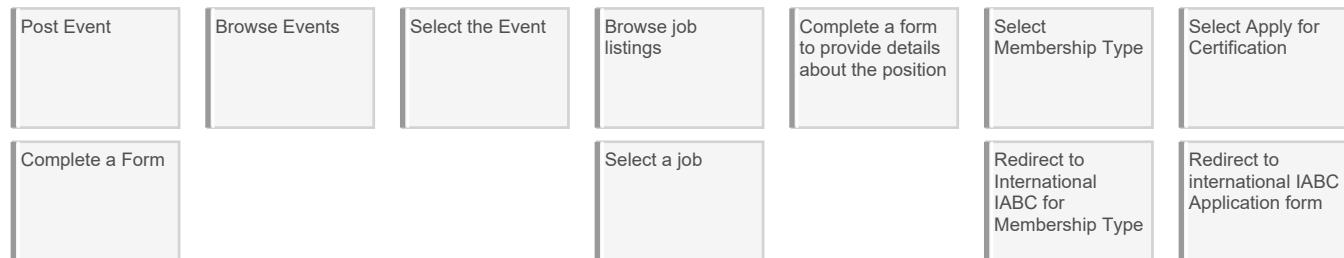 Post Event
Browse Events
Select the Event
Browse job
listings
Complete a form
to provide details
about the position
Select
Membership Type
Select Apply for
Certification
Complete a Form
Select a job
Redirect to
International
IABC for
Membership Type
Redirect to
international IABC
Application form